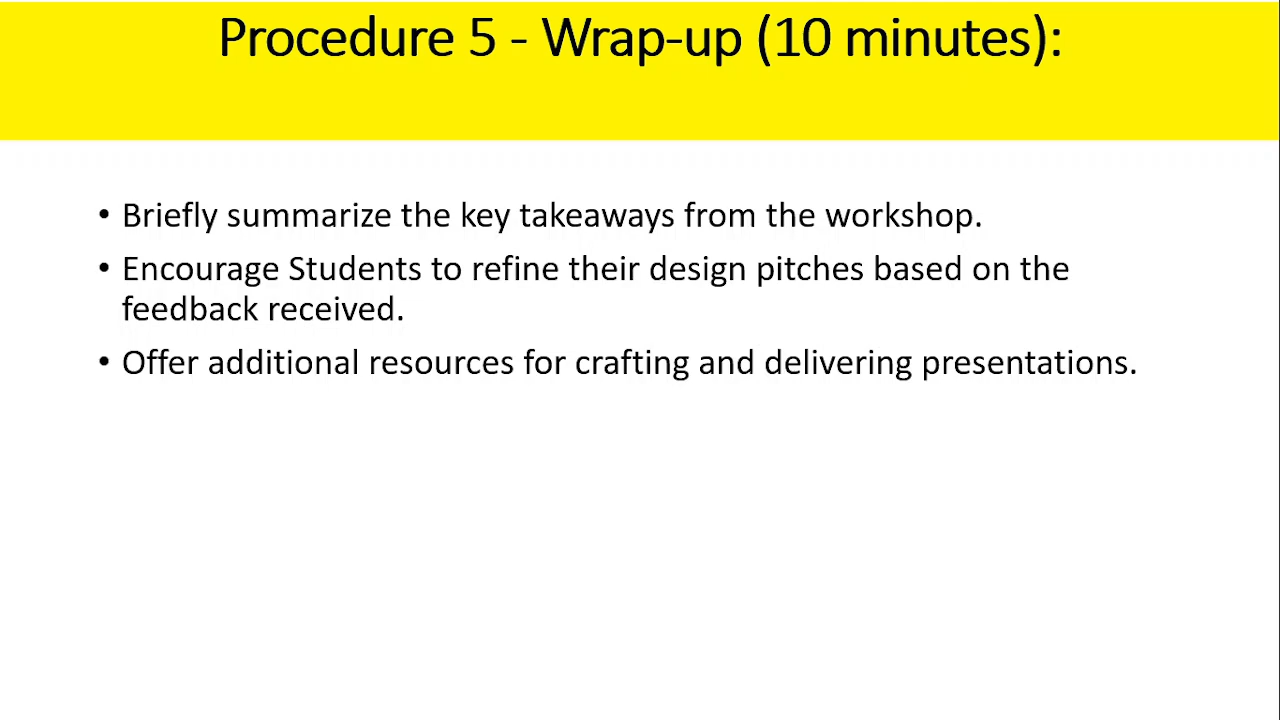 Procedure 5 - Wrap-up (10 minutes):
• Briefly summarize the key takeaways from the workshop.
• Encourage Students to refine their design pitches based on the
feedback received.
• Offer additional resources for crafting and delivering presentations.